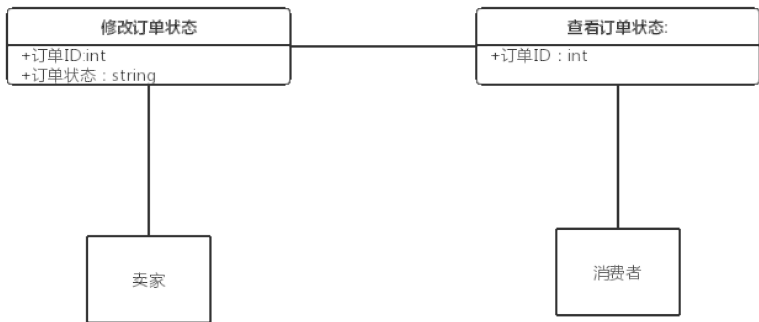 修改订单状态
+订单ID:int
+订单状态：string
查看订单状态:
+订单ID：int
卖家
消费者